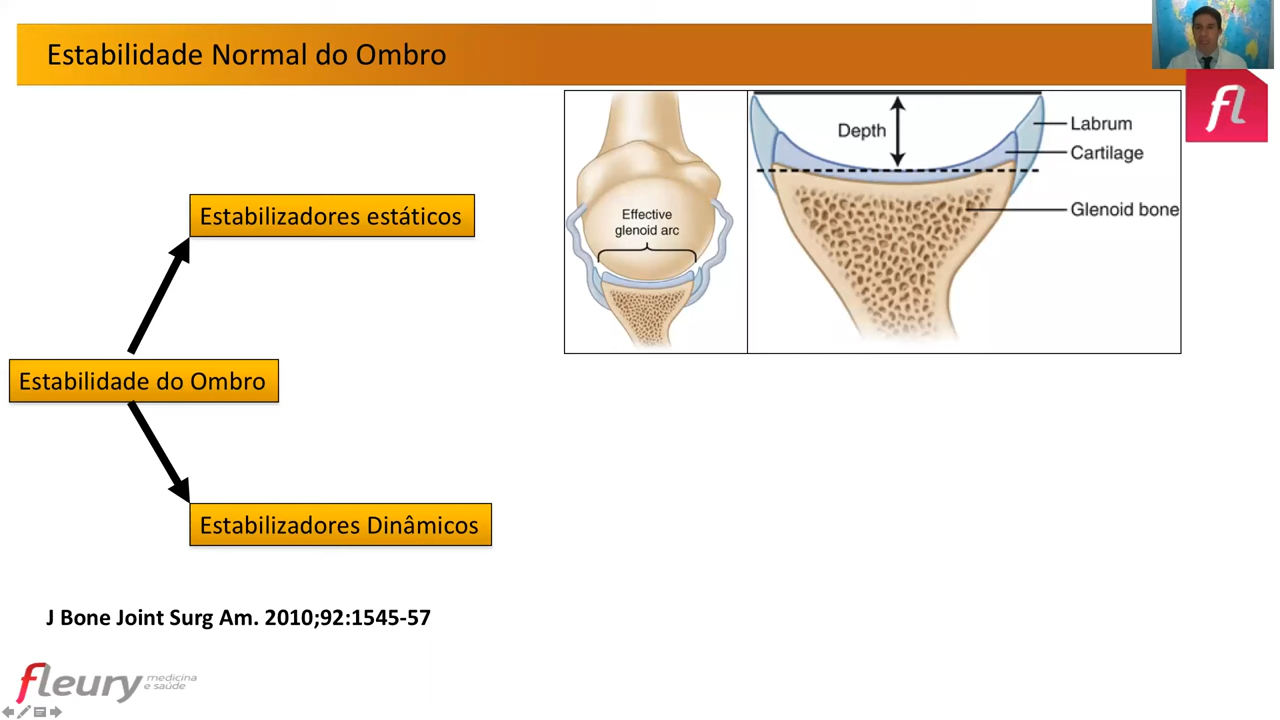 Estabilidade Normal do Ombro
Estabilizadores estáticos
Estabilidade do Ombro
Estabilizadores Dinâmicos
Effective
glenoid arc
Depth
Labrum
Cartilage
Glenoid bone
J Bone Joint Surg Am. 2010;92:1545-57
fl
fleury medicina
e saúde